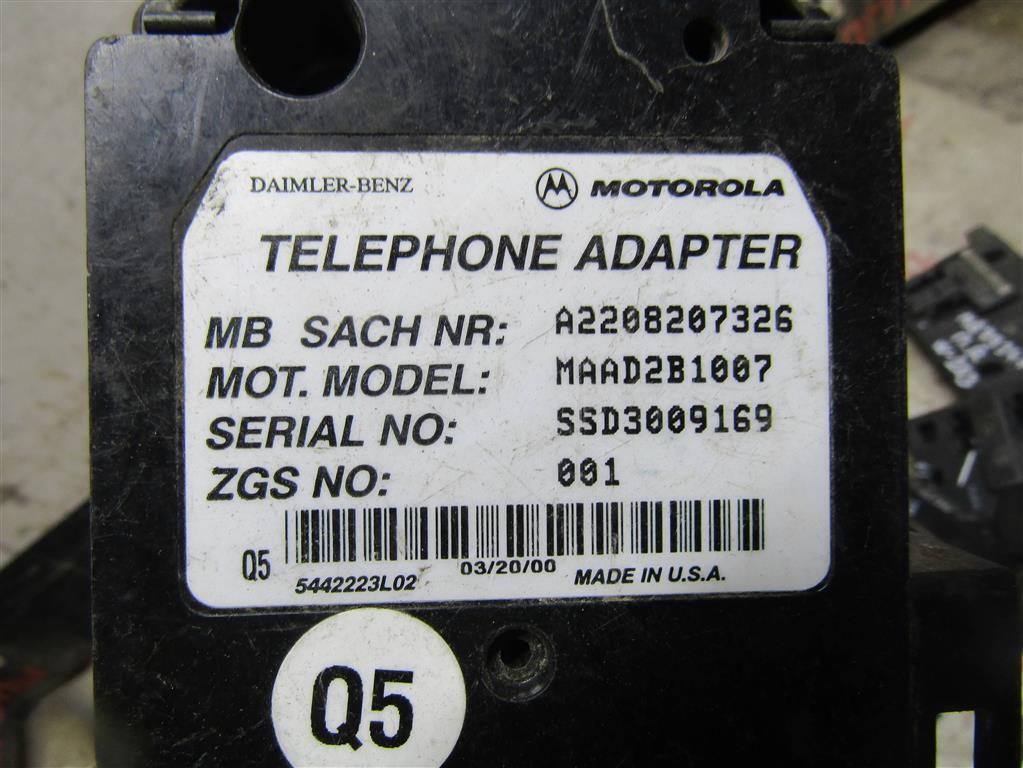 DAIMLER-BENZ MOTOROLA
TELEPHONE ADAPTER
MB SACH NR: A2208207326
MOT. MODEL: MAAD2B1007
SERIAL NO: SSD3009169
ZGS NO: 001
Q5
03/20/00
5442223L02 MADE IN U.S.A.
Q5